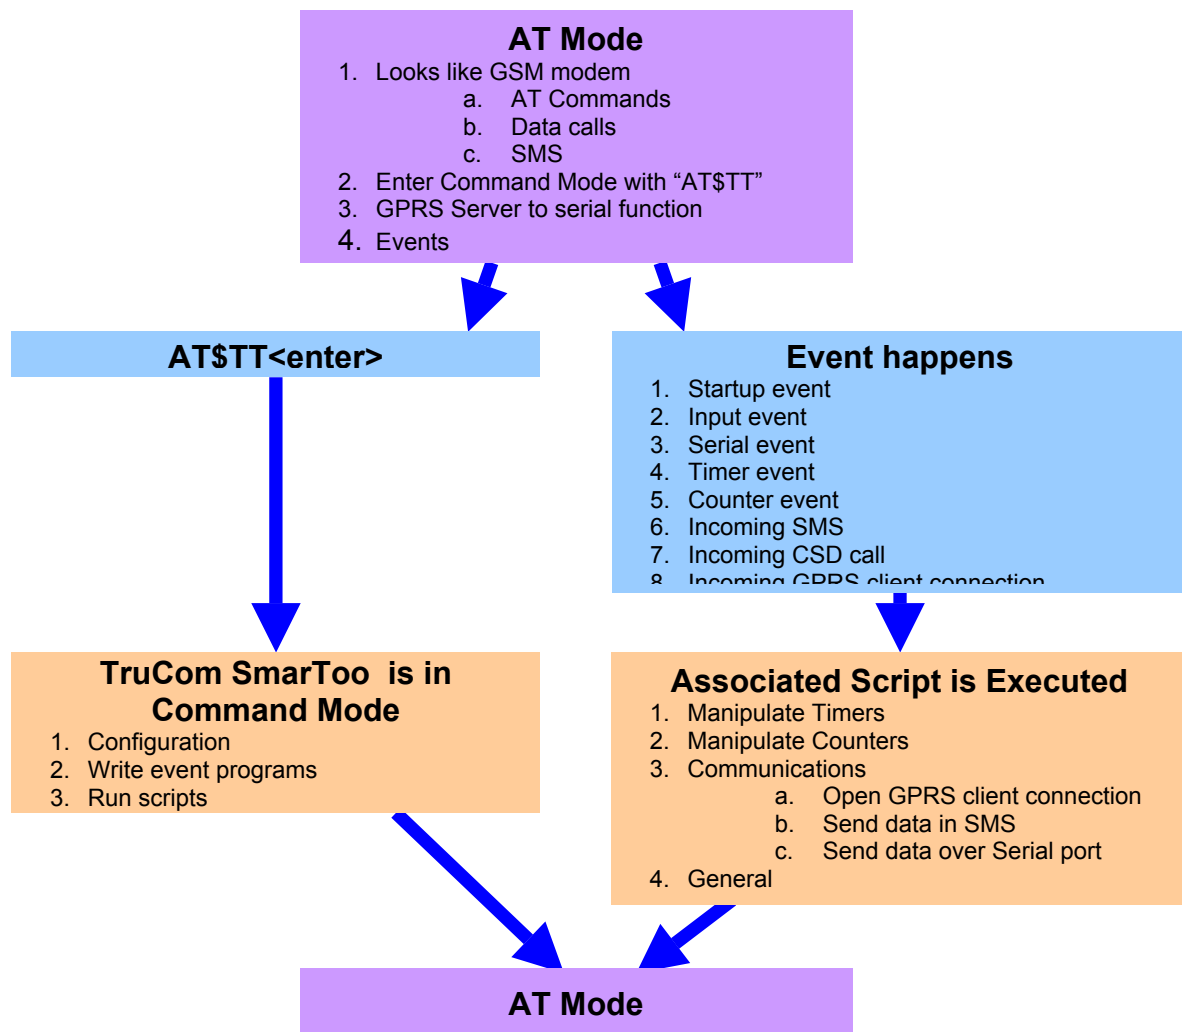 AT Mode
1. Looks like GSM modem
a. AT Commands
b. Data calls
c. SMS
2. Enter Command Mode with “AT$TT”
3. GPRS Server to serial function
4. Events
AT$TT<enter>
Event happens
1. Startup event
2. Input event
3. Serial event
4. Timer event
5. Counter event
6. Incoming SMS
7. Incoming CSD call
8. Incoming GPRS client connection
TruCom SmarToo is in
Command Mode
1. Configuration
2. Write event programs
3. Run scripts
Associated Script is Executed
1. Manipulate Timers
2. Manipulate Counters
3. Communications
a. Open GPRS client connection
b. Send data in SMS
c. Send data over Serial port
4. General
AT Mode